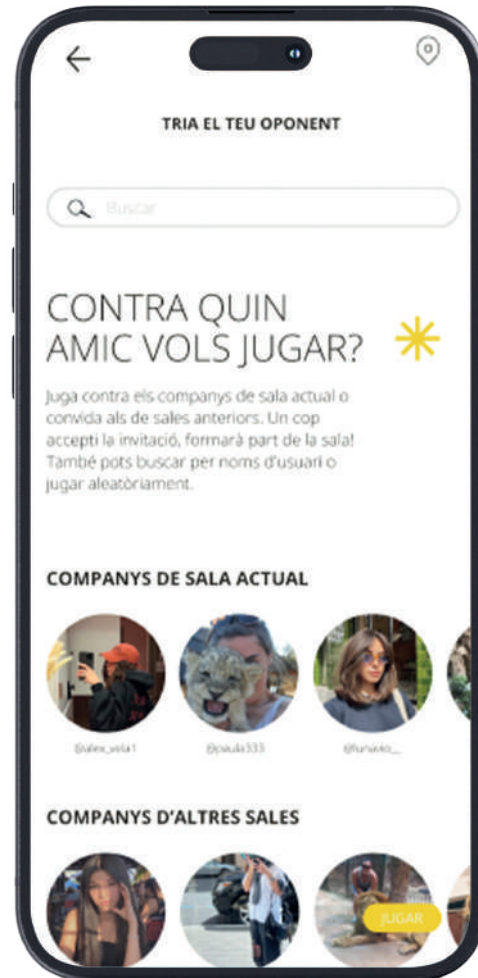 TRIA EL TEU OPONENT
Buscar
CONTRA QUIN
AMIC VOLS JUGAR?
Juga contra els companys de sala actual o
convida als de sales anteriors. Un cop
accepti la invitació, formarà part de la sala!
També pots buscar per noms d'usuari o
jugar aleatòriament.
COMPANYS DE SALA ACTUAL
@alex_vela1
@paula333
COMPANYS D'ALTRES SALES
JUGAR